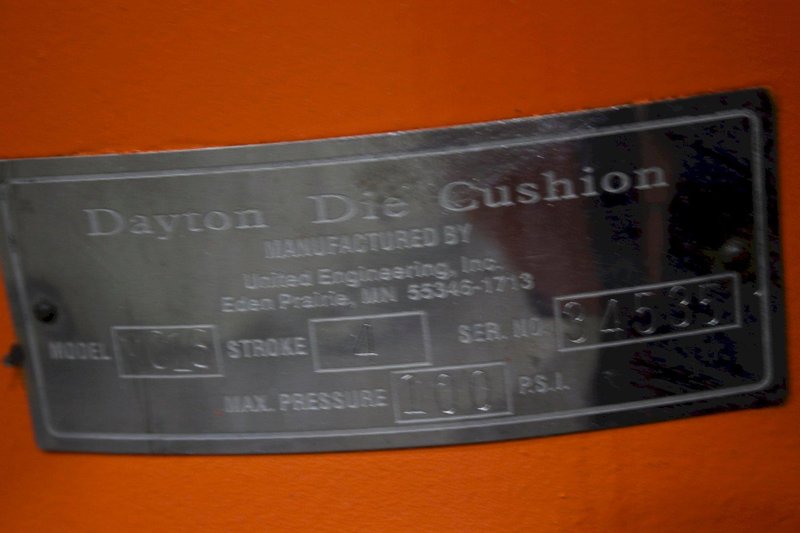 Dayton Die Cushion
MANUFACTURED BY
United Engineering, Inc.
Eden Prairie, MN 55346-1713
MODEL STROKE 4 SER. NO. 34535
MAX. PRESSURE 100 P.S.I.